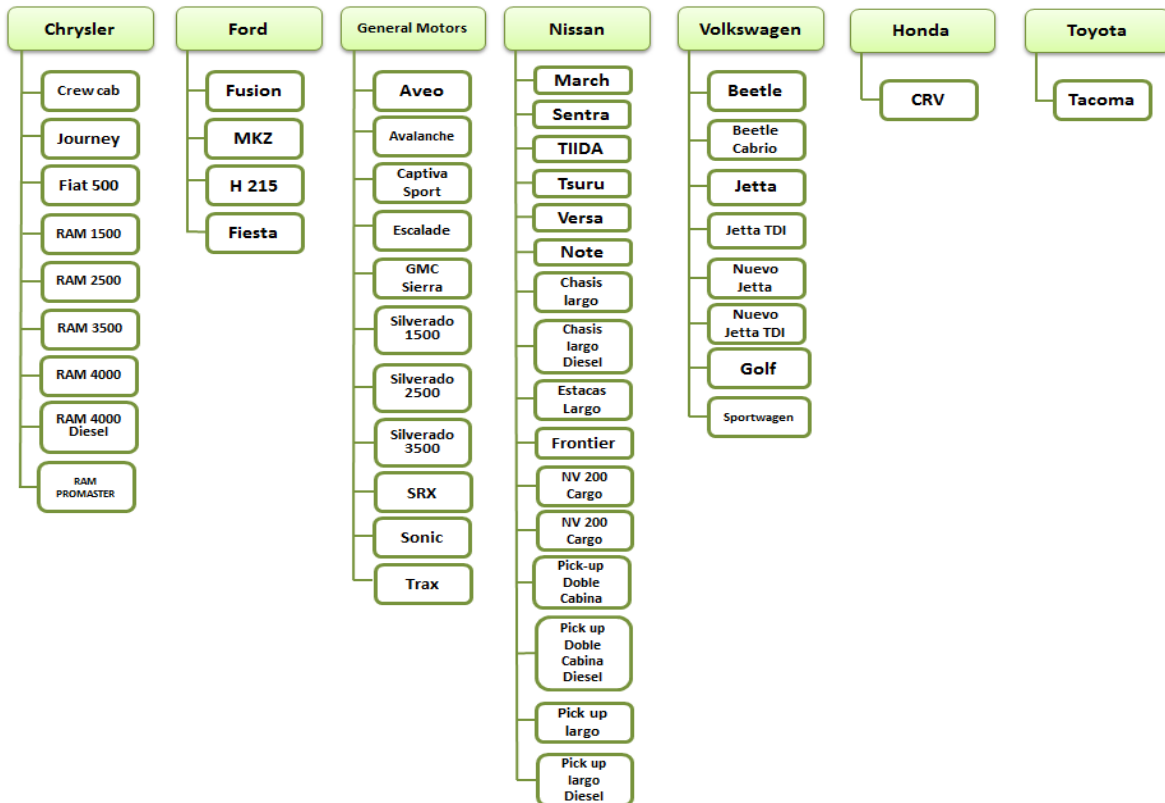 Chrysler
Crew cab
Journey
Fiat 500
RAM 1500
RAM 2500
RAM 3500
RAM 4000
RAM 4000
Diesel
RAM
PROMASTER
Ford
Fusion
MKZ
H 215
Fiesta
General Motors
Aveo
Avalanche
Captiva
Sport
Escalade
GMC
Sierra
Silverado
1500
Silverado
2500
Silverado
3500
SRX
Sonic
Trax
Nissan
March
Sentra
TIIDA
Tsuru
Versa
Note
Chasis
largo
Chasis
largo
Diesel
Estacas
Largo
Frontier
NV 200
Cargo
NV 200
Cargo
Pick-up
Doble
Cabina
Pick up
Doble
Cabina
Diesel
Pick up
largo
Pick up
largo
Diesel
Volkswagen
Beetle
Beetle
Cabrio
Jetta
Jetta TDI
Nuevo
Jetta
Nuevo
Jetta TDI
Golf
Sportwagen
Honda
CRV
Toyota
Tacoma